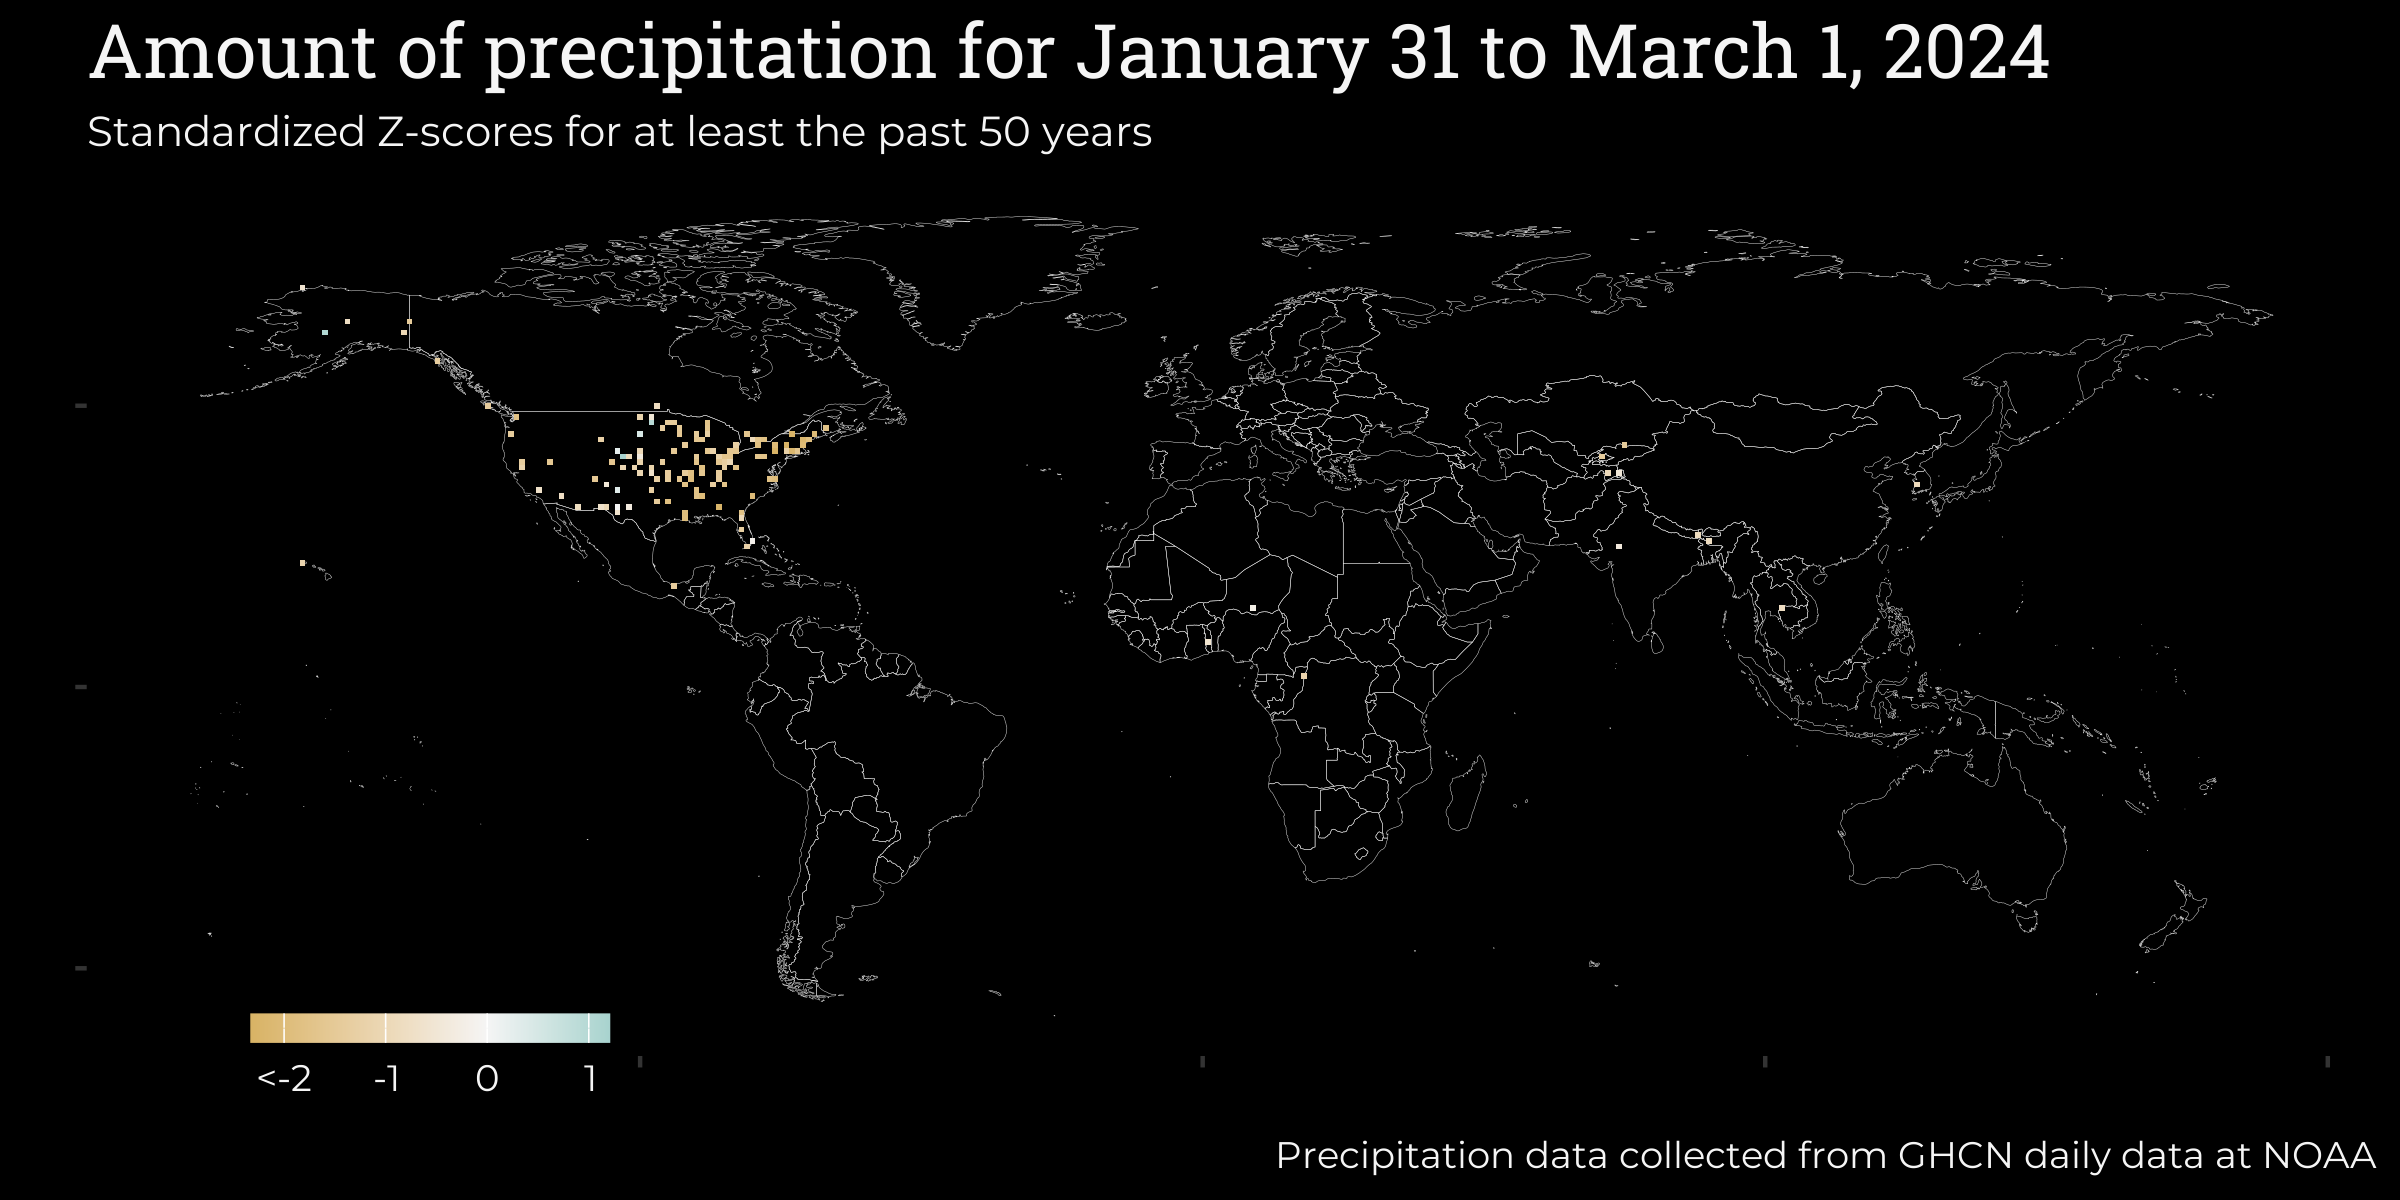 Amount of precipitation for January 31 to March 1, 2024
Standardized Z-scores for at least the past 50 years
<-2 -1 0 1
Precipitation data collected from GHCN daily data at NOAA